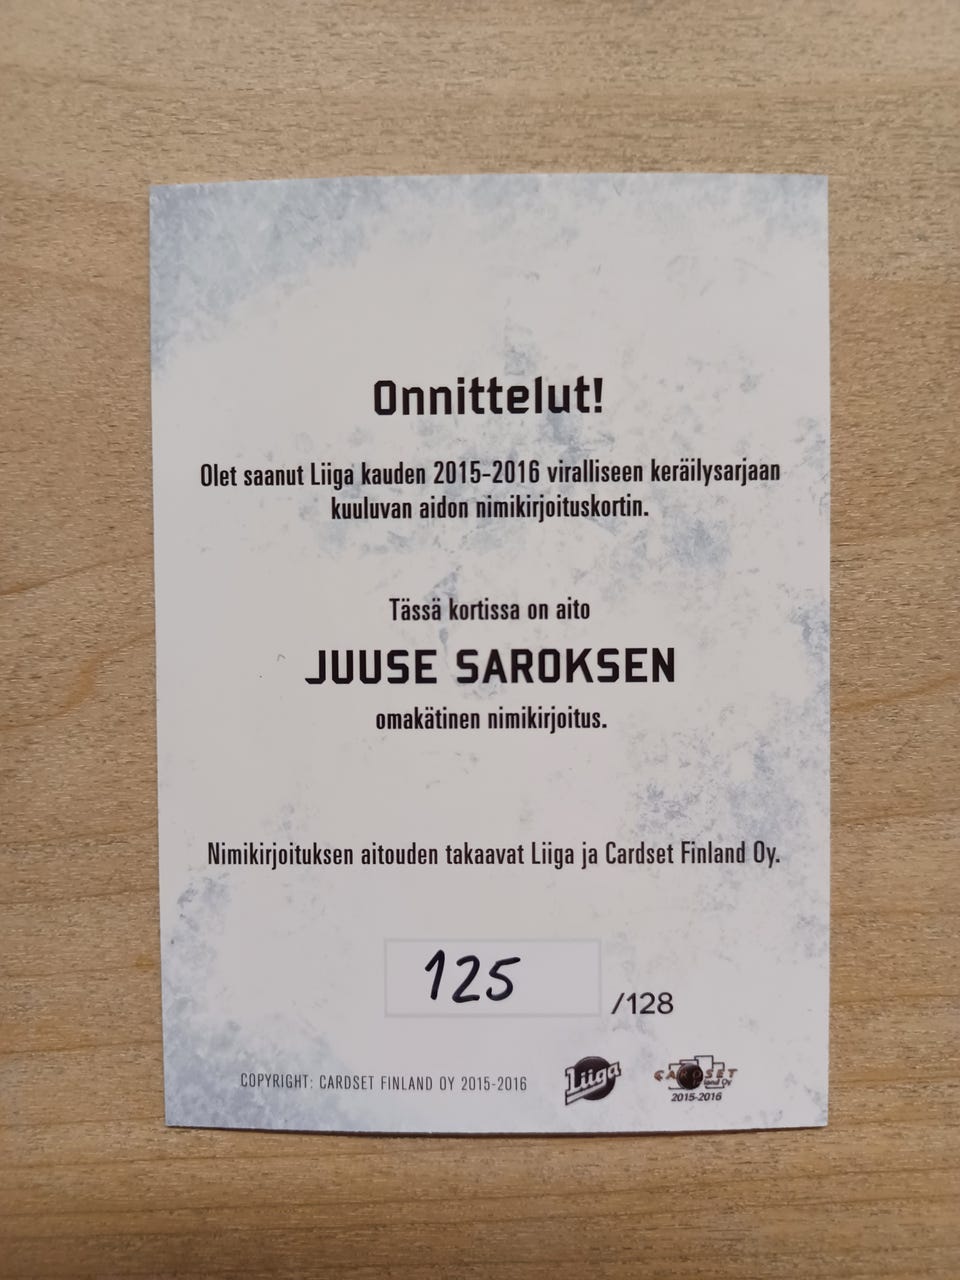 Onnittelut!
Olet saanut Liiga kauden 2015-2016 viralliseen keräilysarjaan
kuuluvan aidon nimikirjoituskortin.
Tässä kortissa on aito
JUUSE SAROKSEN
omakätinen nimikirjoitus.
Nimikirjoituksen aitouden takaavat Liiga ja Cardset Finland Oy.
125 /128
COPYRIGHT: CARDSET FINLAND OY 2015-2016
Liiga
CARDSET
land Oy
2015-2016